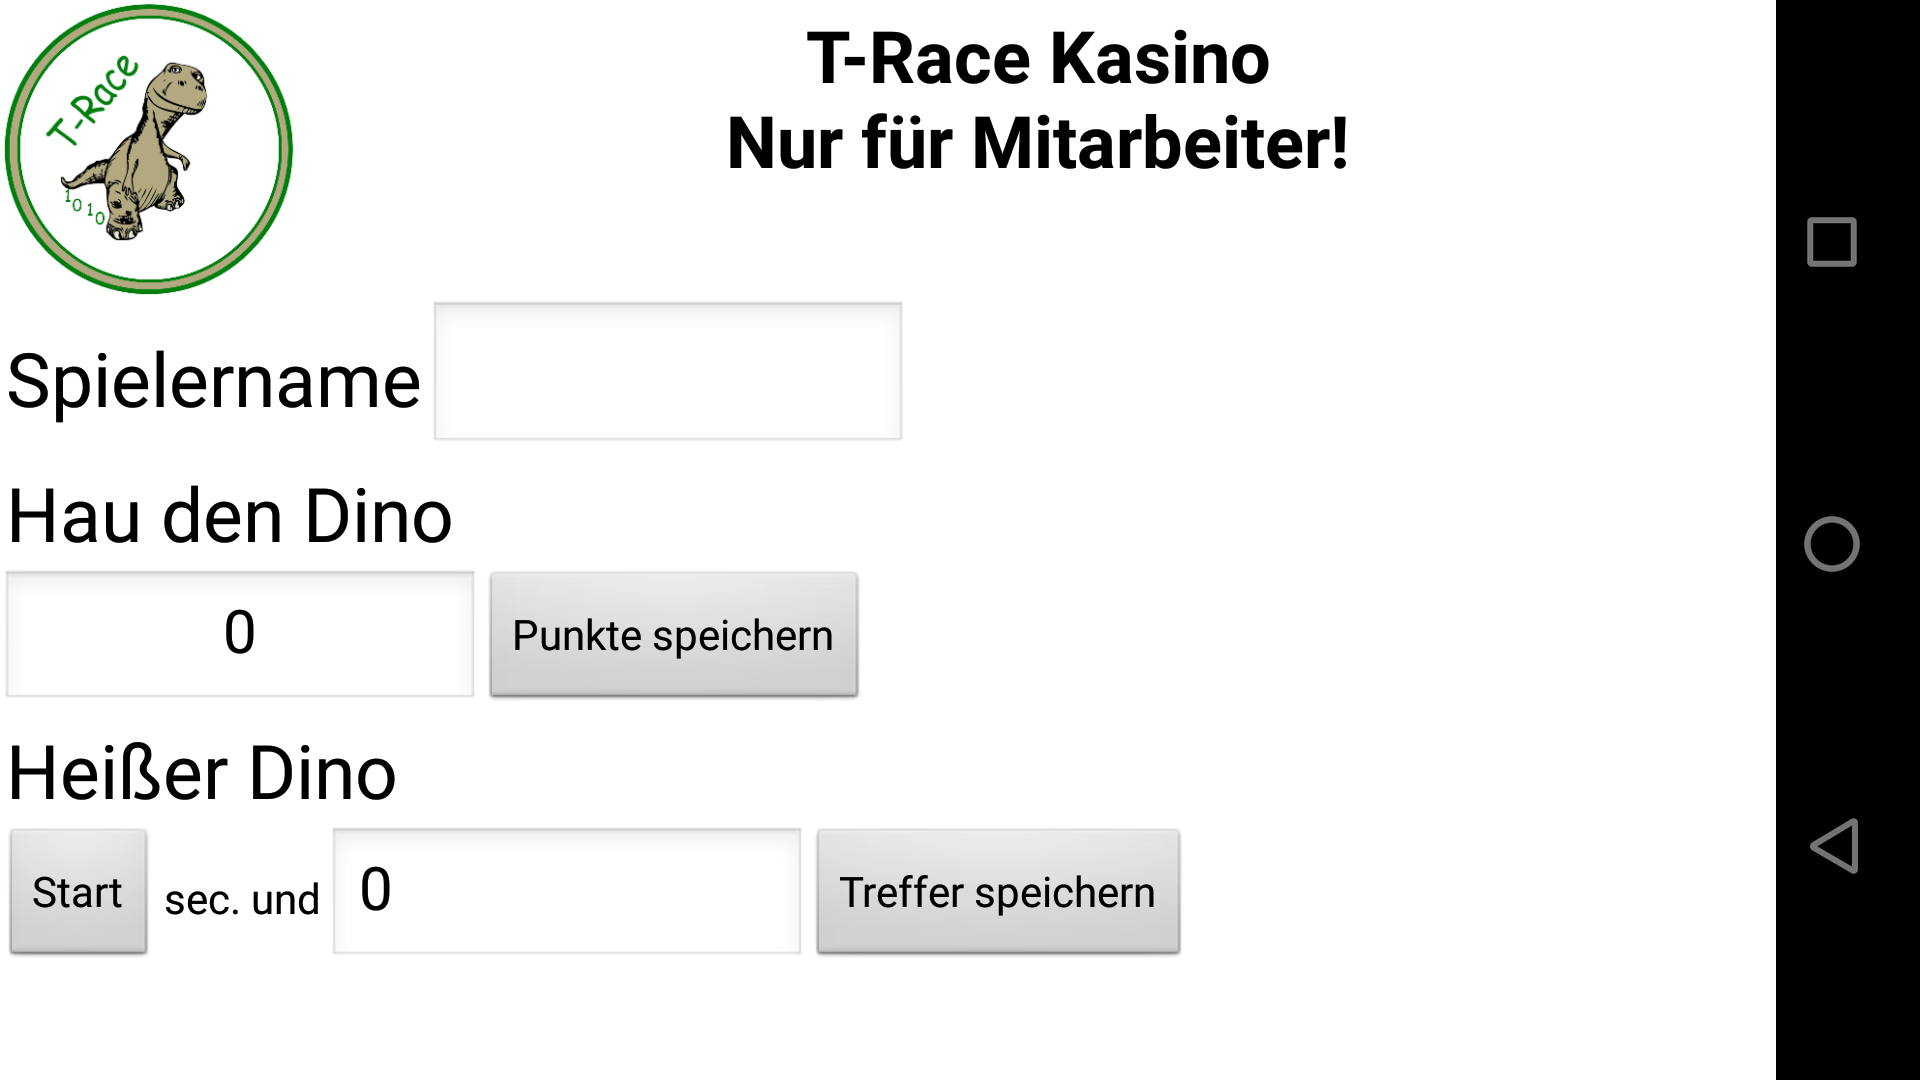 T-Race
1010
T-Race Kasino
Nur für Mitarbeiter!
Spielername
Hau den Dino
0 Punkte speichern
Heißer Dino
Start sec. und 0 Treffer speichern